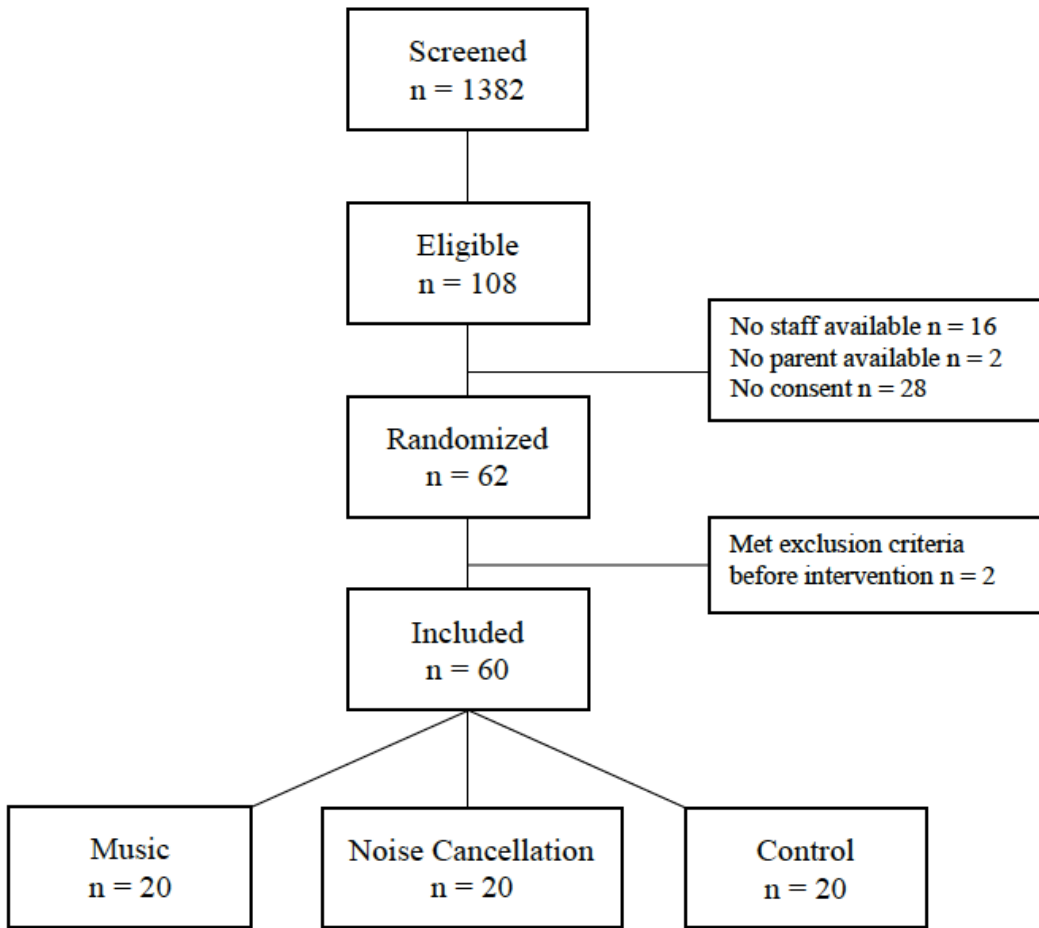 Screened
n = 1382
Eligible
n = 108
No staff available n = 16
No parent available n = 2
No consent n = 28
Randomized
n = 62
Met exclusion criteria
before intervention n = 2
Included
n = 60
Music
n = 20
Noise Cancellation
n = 20
Control
n = 20